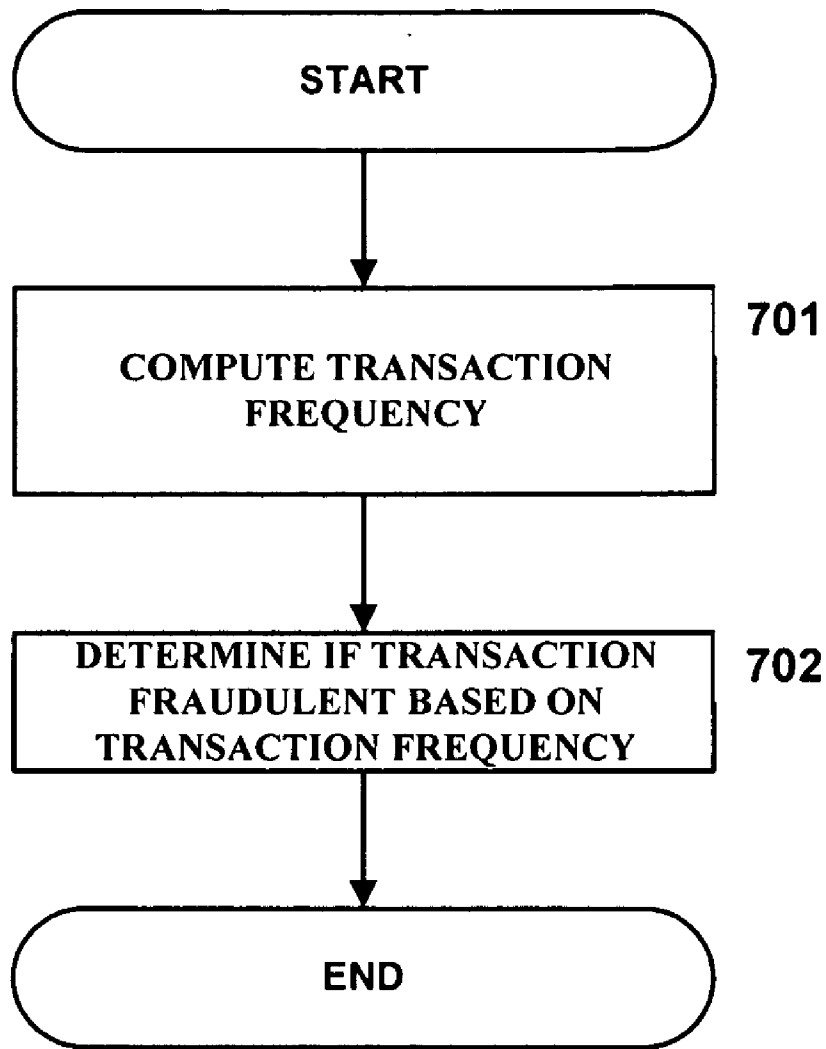 START
701
COMPUTE TRANSACTION
FREQUENCY
702
DETERMINE IF TRANSACTION
FRAUDULENT BASED ON
TRANSACTION FREQUENCY
END